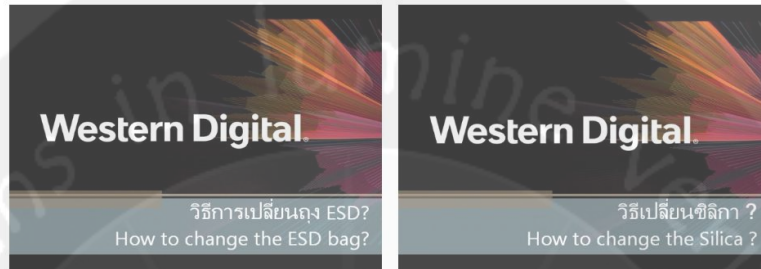 Western Digital.
วิธีการเปลี่ยนถุง ESD?
How to change the ESD bag?
Western Digital.
วิธีเปลี่ยนซิลิกา ?
How to change the Silica ?
in lumine